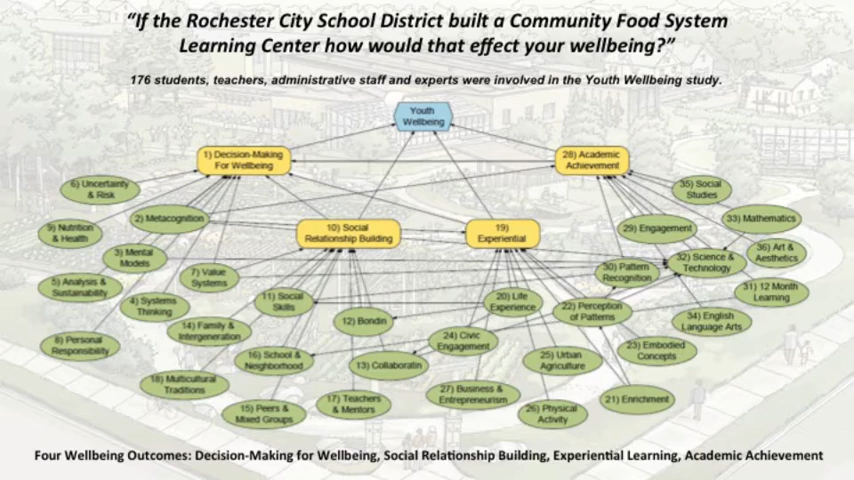 “If the Rochester City School District built a Community Food System
Learning Center how would that effect your wellbeing?”
176 students, teachers, administrative staff and experts were involved in the Youth Wellbeing study.
Youth
Wellbeing
1) Decision-Making
For Wellbeing
28) Academic
Achievement
6) Uncertainty
& Risk
35) Social
Studies
2) Metacognition
33) Mathematics
9) Nutrition
& Health
10) Social
Relationship Building
19)
Experiential
29) Engagement
36) Art &
Aesthetics
3) Mental
Models
32) Science &
Technology
7) Value
Systems
30) Pattern
Recognition
5) Analysis &
Sustainability
31) 12 Month
Learning
4) Systems
Thinking
11) Social
Skills
20) Life
Experience
22) Perception
of Patterns
12) Bondin
34) English
Language Arts
14) Family &
Intergeneration
24) Civic
Engagement
8) Personal
Responsibility
23) Embodied
Concepts
16) School &
Neighborhood
13) Collaboratin
25) Urban
Agriculture
18) Multicultural
Traditions
27) Business &
Entrepreneurism
21) Enrichment
17) Teachers
& Mentors
15) Peers &
Mixed Groups
26) Physical
Activity
Four Wellbeing Outcomes: Decision-Making for Wellbeing, Social Relationship Building, Experiential Learning, Academic Achievement